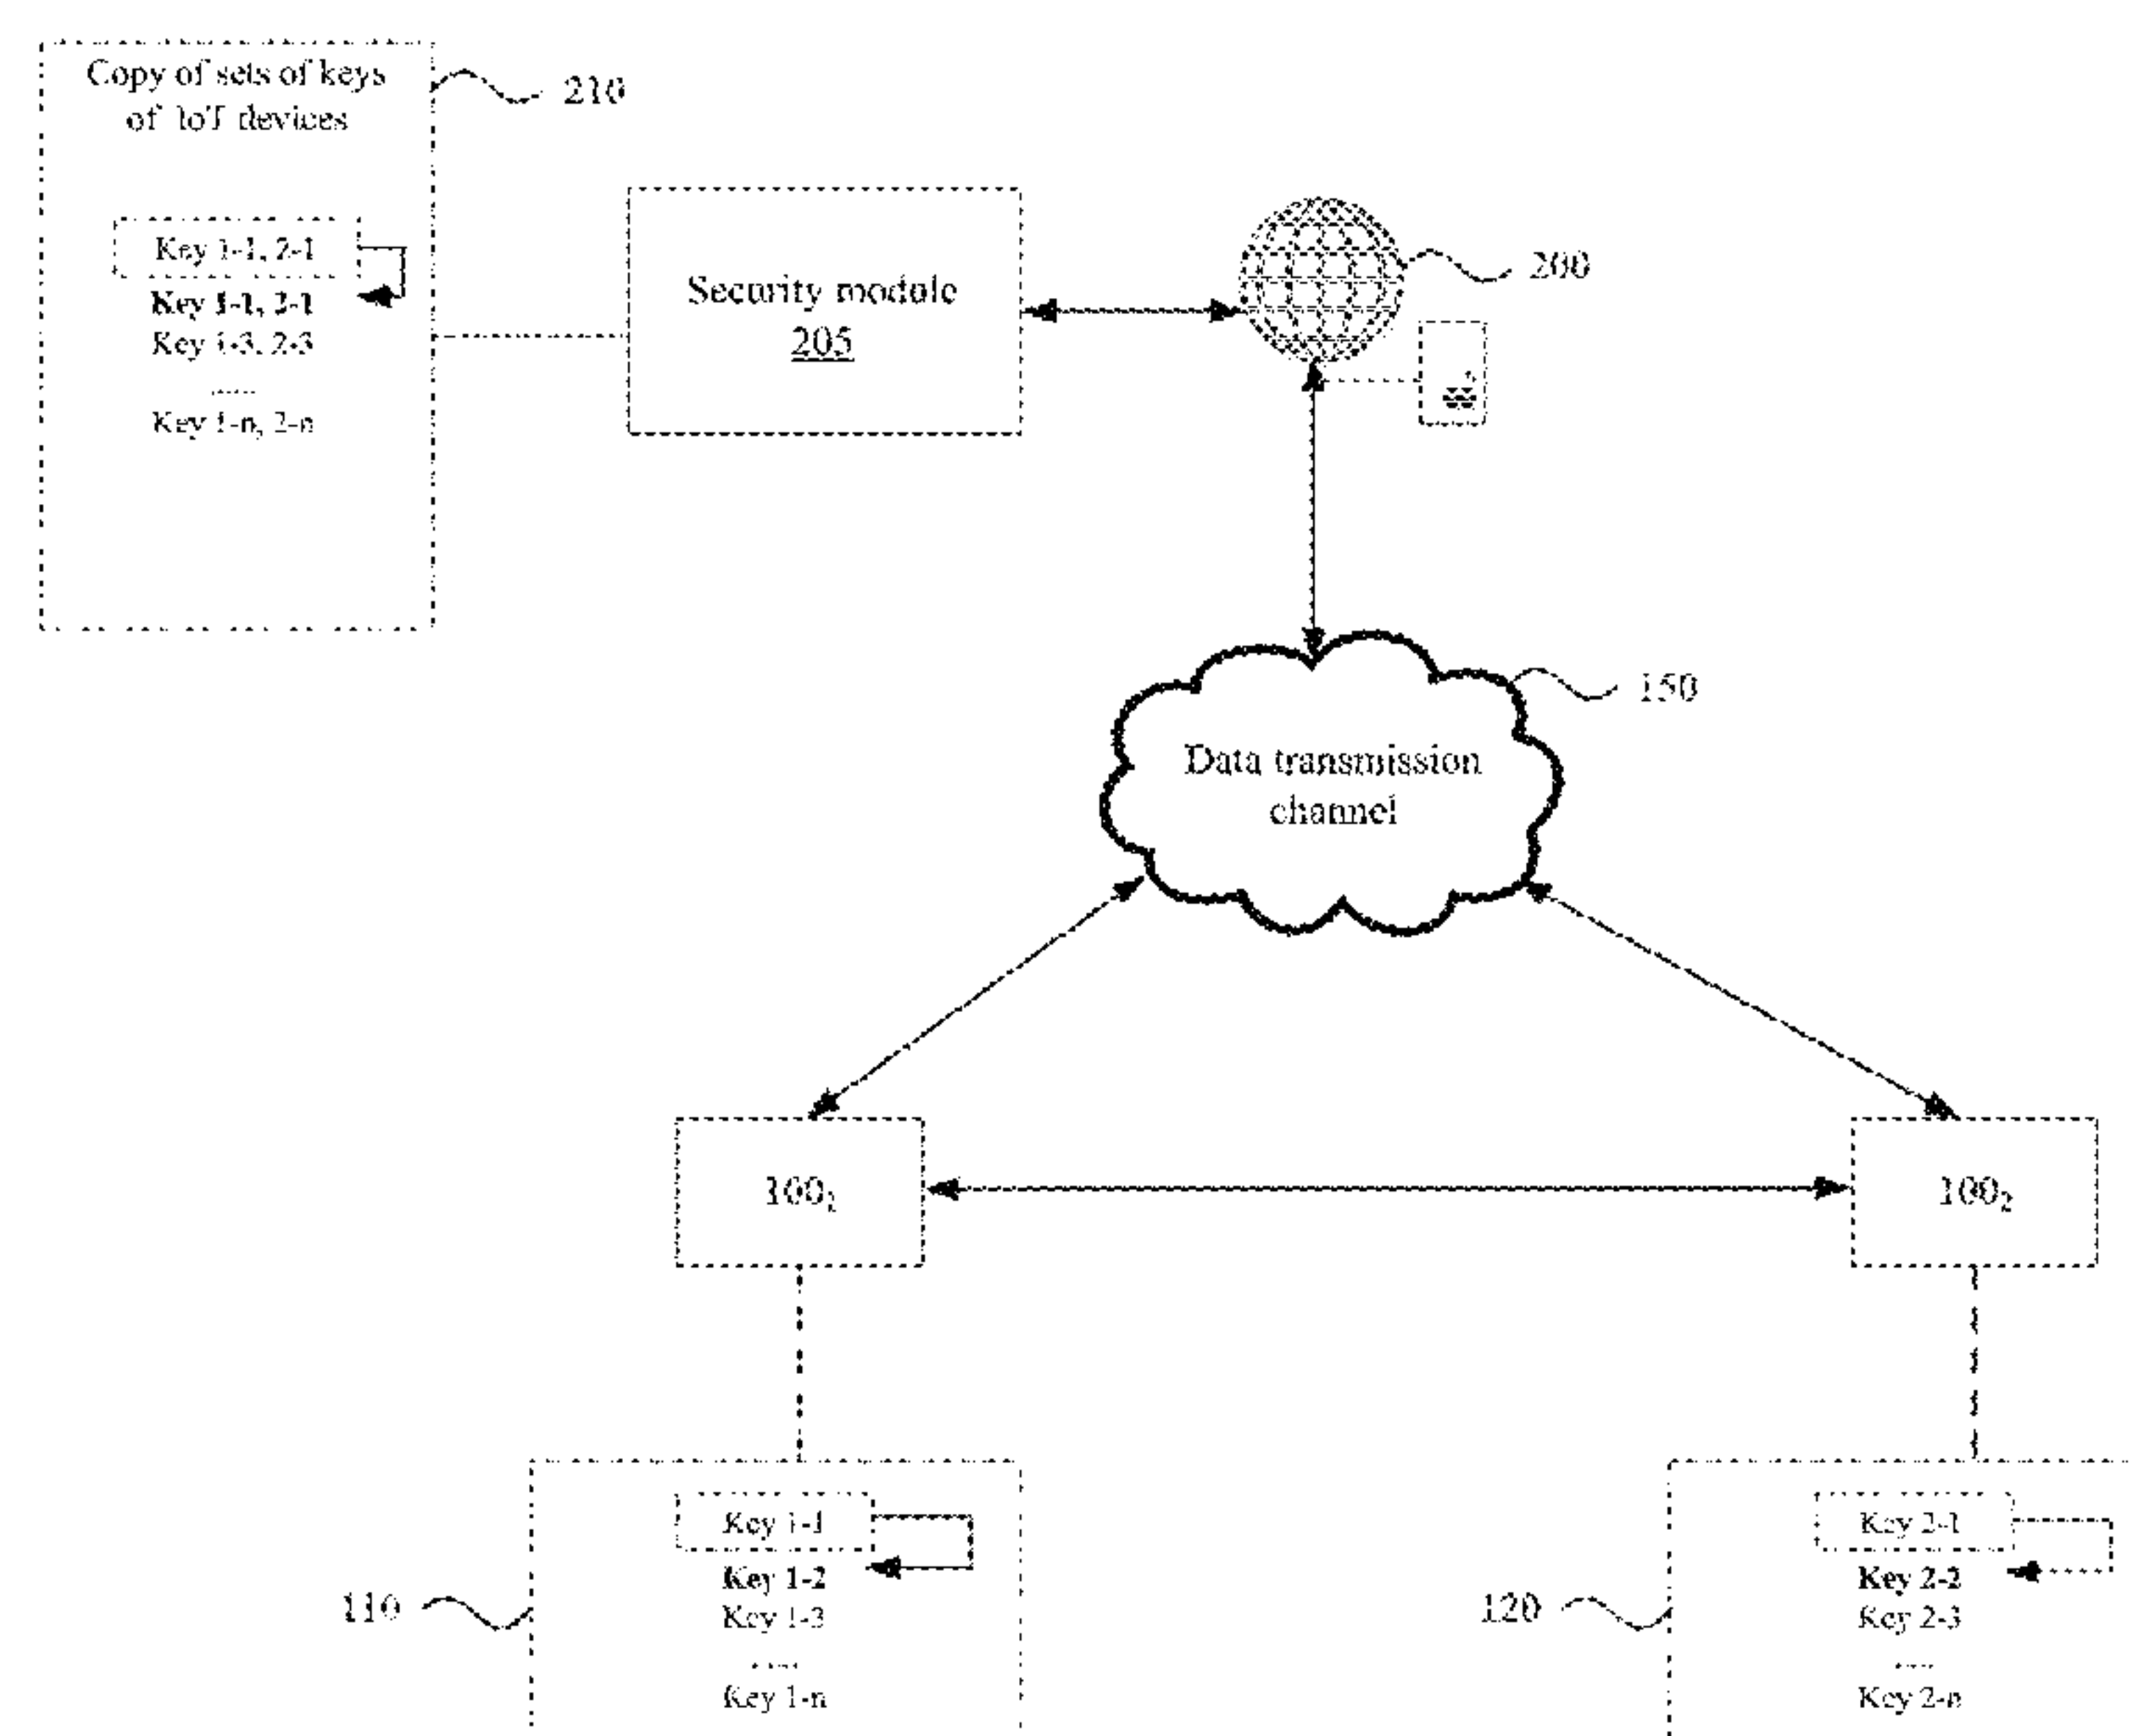 Copy of sets of keys
of IoT devices
210
Key 1-1, 2-1
Key 1-1, 2-1
Key 1-3, 2-3
.....
Key 1-n, 2-n
Security module
205
200
150
Data transmission
channel
100₁
100₂
110
Key 1-1
Key 1-2
Key 1-3
.....
Key 1-n
120
Key 2-1
Key 2-2
Key 2-3
....
Key 2-n